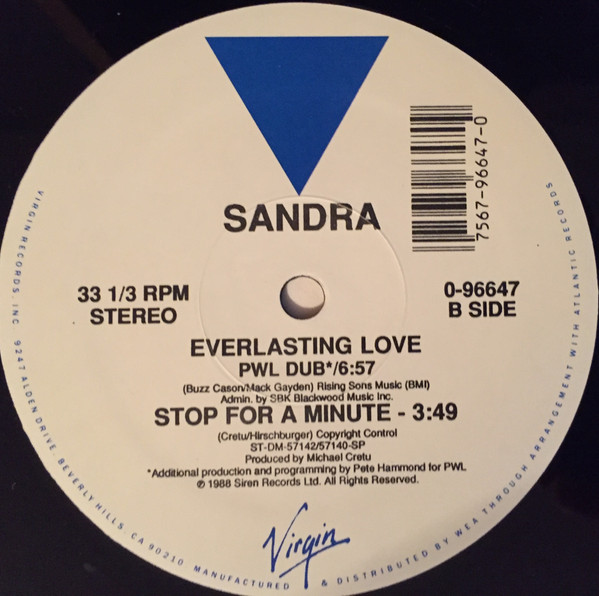 SANDRA
7567-96647-0
33 1/3 RPM
STEREO
0-96647
B SIDE
EVERLASTING LOVE
PWL DUB*/6:57
(Buzz Cason/Mack Gayden) Rising Sons Music (BMI)
Admin. by SBK Blackwood Music Inc.
STOP FOR A MINUTE - 3:49
(Cretu/Hirschburger) Copyright Control
ST-DM-57142/57140-SP
Produced by Michael Cretu
*Additional production and programming by Pete Hammond for PWL
℗ 1988 Siren Records Ltd. All Rights Reserved.
Virgin
VIRGIN RECORDS, INC. 9247 ALDEN DRIVE, BEVERLY HILLS, CA 90210 MANUFACTURED & DISTRIBUTED BY WEA THROUGH ARRANGEMENT WITH ATLANTIC RECORDS